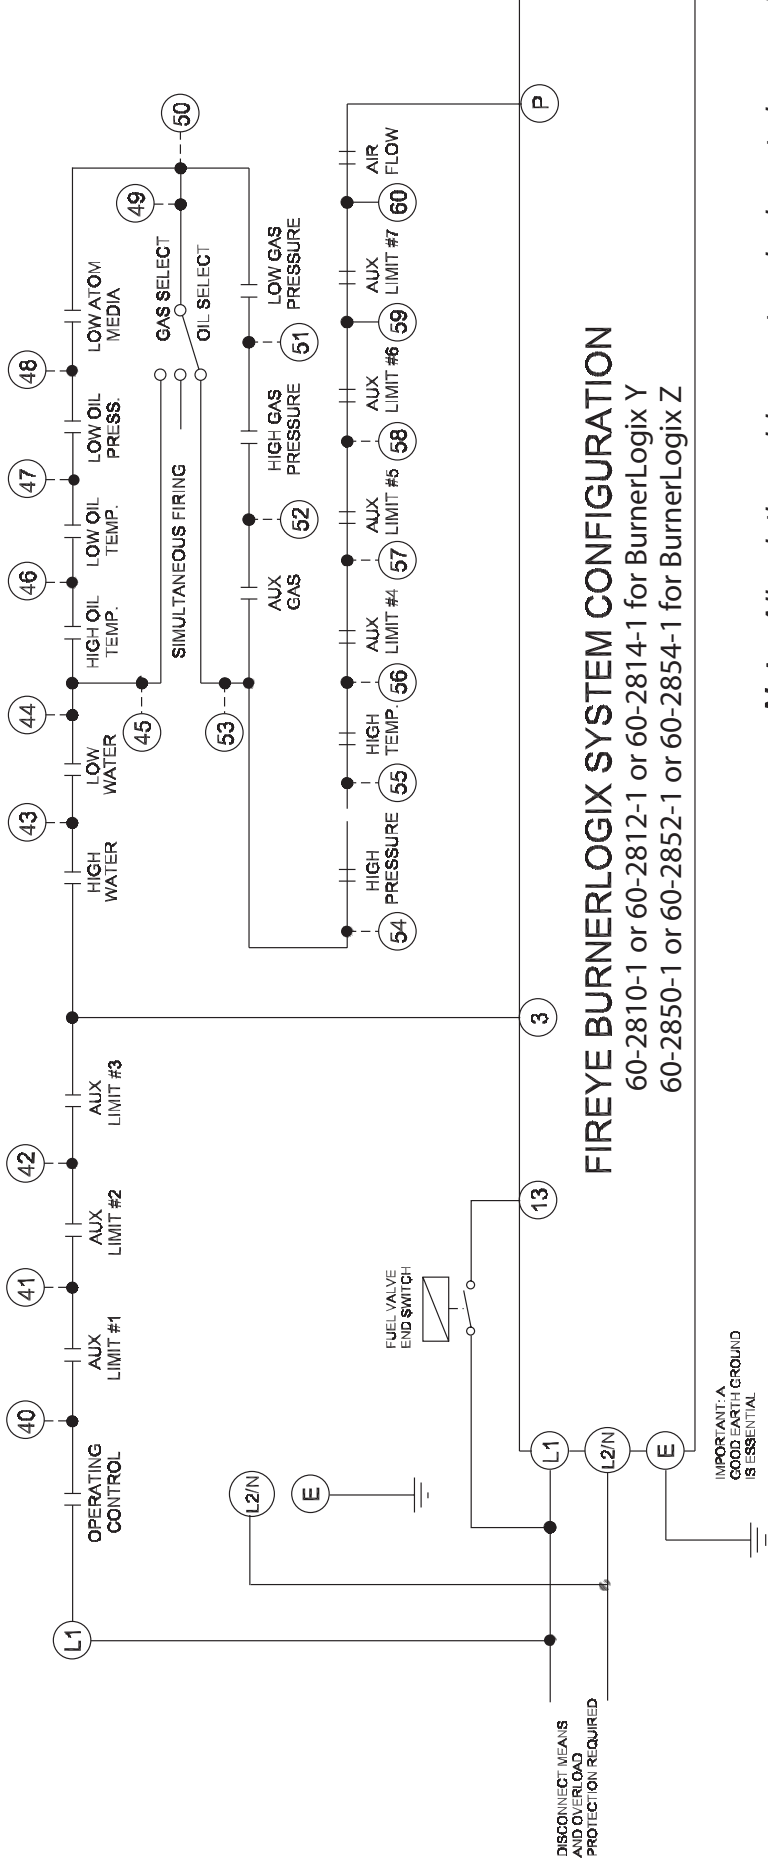 L1
OPERATING
CONTROL
40
AUX
LIMIT #1
41
AUX
LIMIT #2
42
AUX
LIMIT #3
HIGH
WATER
43
LOW
WATER
44
HIGH OIL
TEMP.
46
LOW OIL
TEMP.
47
LOW OIL
PRESS.
48
LOW ATOM
MEDIA
45
SIMULTANEOUS FIRING
GAS SELECT
OIL SELECT
49
50
53
AUX
GAS
52
HIGH GAS
PRESSURE
51
LOW GAS
PRESSURE
54
HIGH
PRESSURE
55
HIGH
TEMP.
56
AUX
LIMIT #4
57
AUX
LIMIT #5
58
AUX
LIMIT #6
59
AUX
LIMIT #7
60
AIR
FLOW
L2/N
E
FUEL VALVE
END SWITCH
13
3
P
L1
L2/N
E
DISCONNECT MEANS
AND OVERLOAD
PROTECTION REQUIRED
FIREYE BURNERLOGIX SYSTEM CONFIGURATION
60-2810-1 or 60-2812-1 or 60-2814-1 for BurnerLogix Y
60-2850-1 or 60-2852-1 or 60-2854-1 for BurnerLogix Z
IMPORTANT: A
GOOD EARTH GROUND
IS ESSENTIAL